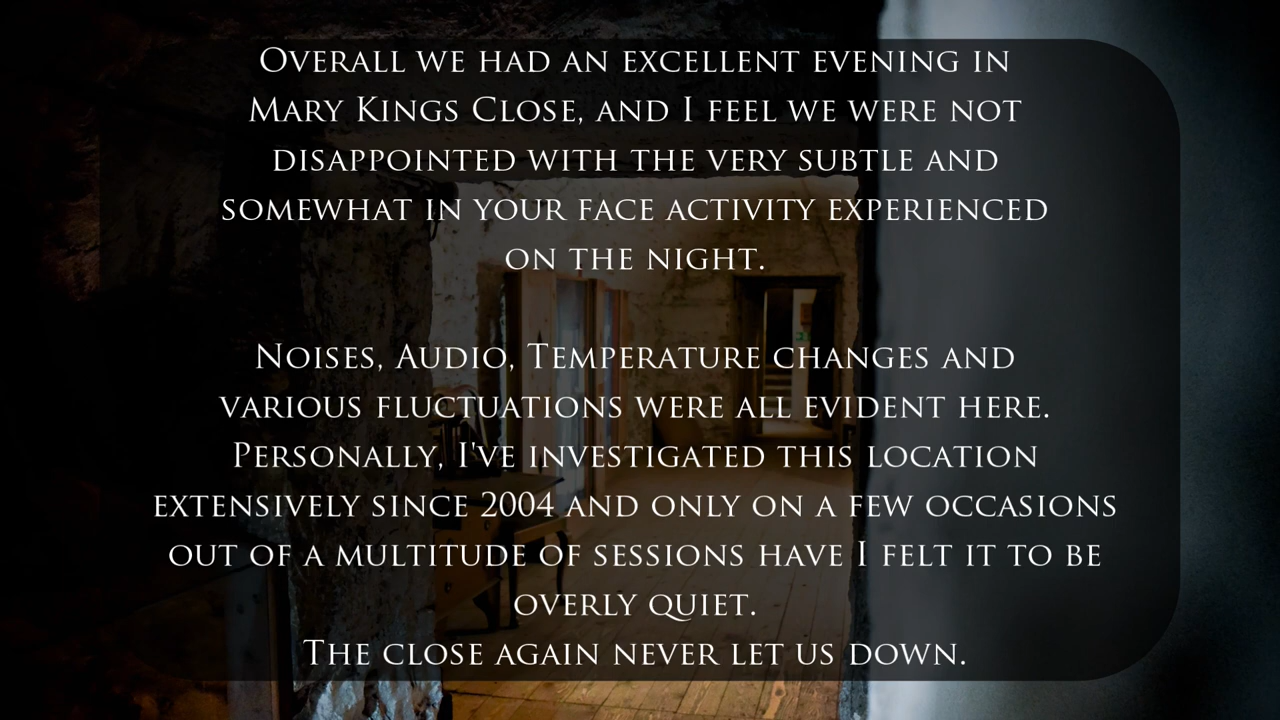 Overall we had an excellent evening in
Mary Kings Close, and I feel we were not
disappointed with the very subtle and
somewhat in your face activity experienced
on the night.
Noises, Audio, Temperature changes and
various fluctuations were all evident here.
Personally, I've investigated this location
extensively since 2004 and only on a few occasions
out of a multitude of sessions have I felt it to be
overly quiet.
The close again never let us down.